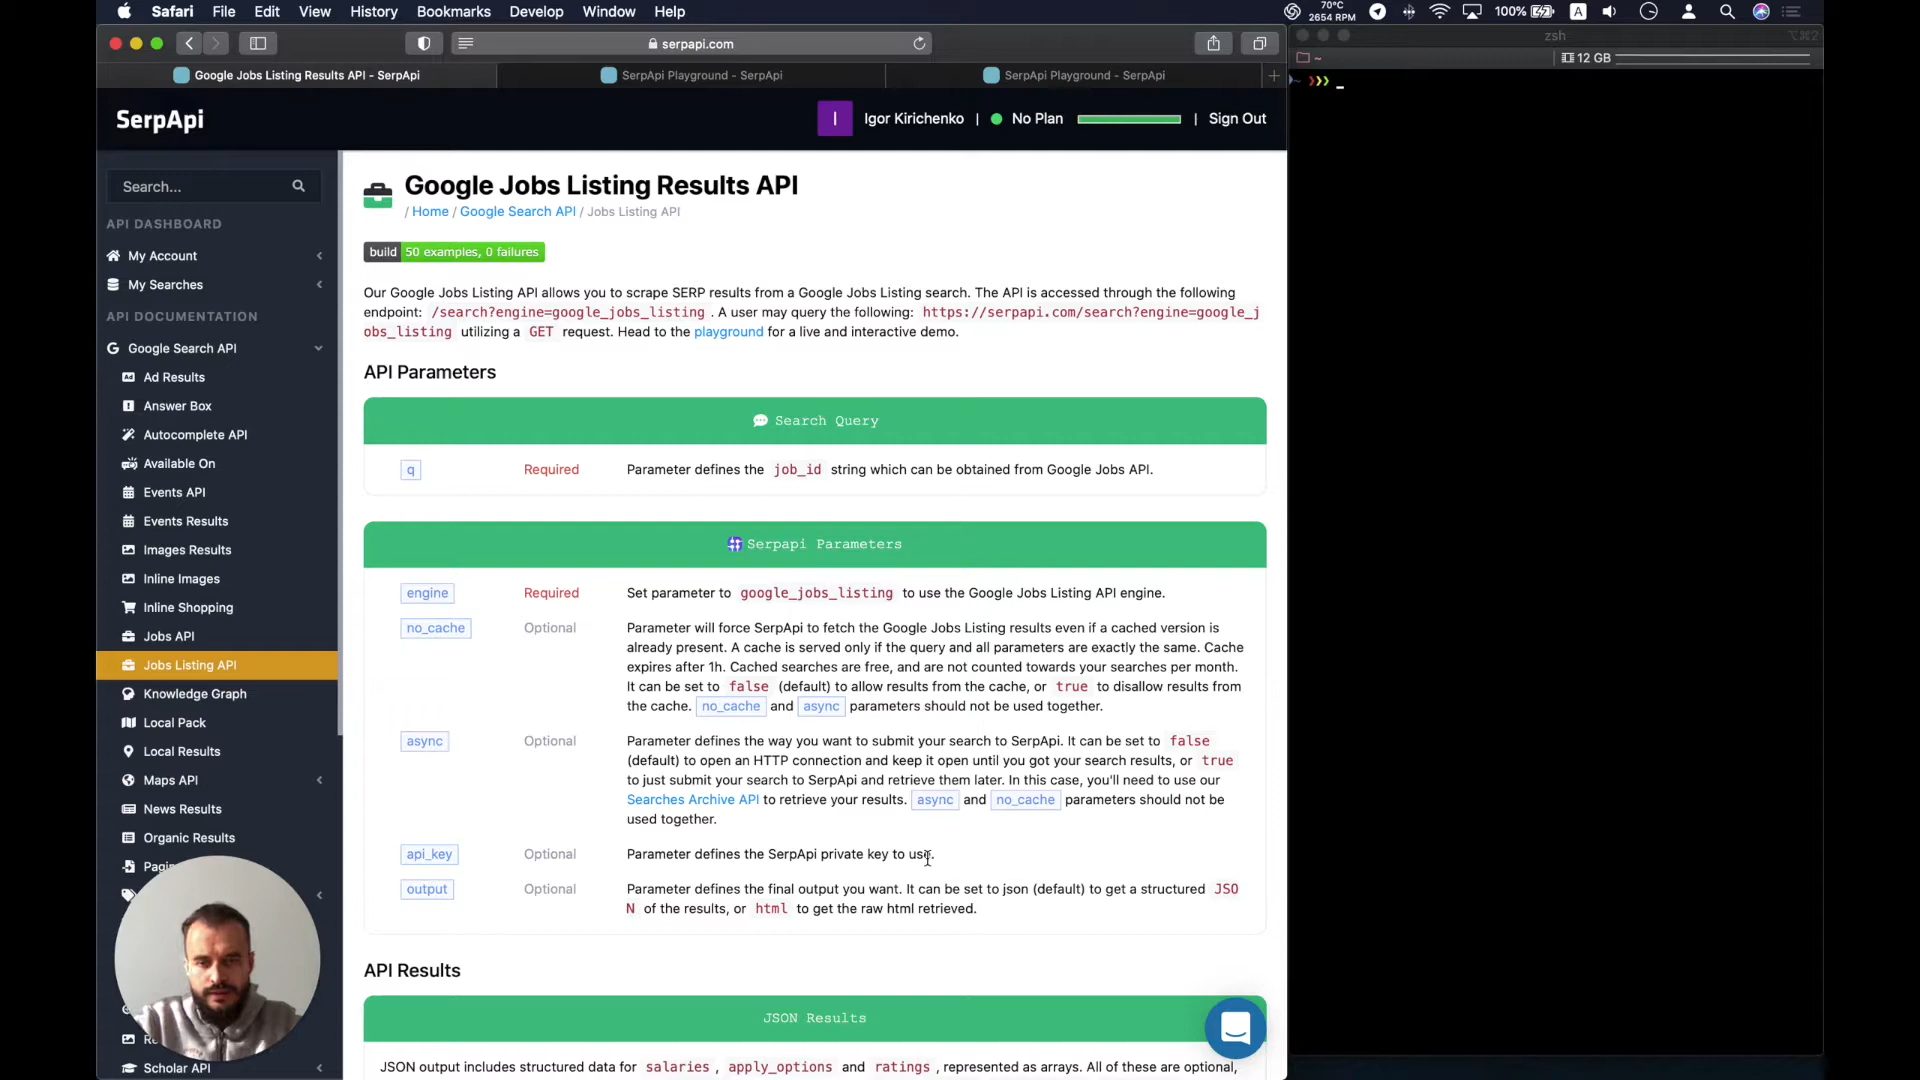 Safari File Edit View History Bookmarks Develop Window Help
70°C
2654 RPM
100%
A
serpapi.com
zsh
⌥⌘2
~
12 GB
Google Jobs Listing Results API - SerpApi
SerpApi Playground - SerpApi
SerpApi Playground - SerpApi
~ ❯❯❯ _
SerpApi
I Igor Kirichenko | No Plan | Sign Out
Search...
API DASHBOARD
My Account
My Searches
API DOCUMENTATION
Google Search API
Ad Results
Answer Box
Autocomplete API
Available On
Events API
Events Results
Images Results
Inline Images
Inline Shopping
Jobs API
Jobs Listing API
Knowledge Graph
Local Pack
Local Results
Maps API
News Results
Organic Results
Scholar API
Google Jobs Listing Results API
/ Home / Google Search API / Jobs Listing API
build 50 examples, 0 failures
Our Google Jobs Listing API allows you to scrape SERP results from a Google Jobs Listing search. The API is accessed through the following
endpoint: /search?engine=google_jobs_listing . A user may query the following: https://serpapi.com/search?engine=google_j
obs_listing utilizing a GET request. Head to the playground for a live and interactive demo.
API Parameters
Search Query
q Required Parameter defines the job_id string which can be obtained from Google Jobs API.
Serpapi Parameters
engine Required Set parameter to google_jobs_listing to use the Google Jobs Listing API engine.
no_cache Optional Parameter will force SerpApi to fetch the Google Jobs Listing results even if a cached version is
already present. A cache is served only if the query and all parameters are exactly the same. Cache
expires after 1h. Cached searches are free, and are not counted towards your searches per month.
It can be set to false (default) to allow results from the cache, or true to disallow results from
the cache. no_cache and async parameters should not be used together.
async Optional Parameter defines the way you want to submit your search to SerpApi. It can be set to false
(default) to open an HTTP connection and keep it open until you got your search results, or true
to just submit your search to SerpApi and retrieve them later. In this case, you'll need to use our
Searches Archive API to retrieve your results. async and no_cache parameters should not be
used together.
api_key Optional Parameter defines the SerpApi private key to use.
output Optional Parameter defines the final output you want. It can be set to json (default) to get a structured JSO
N of the results, or html to get the raw html retrieved.
API Results
JSON Results
JSON output includes structured data for salaries , apply_options and ratings , represented as arrays. All of these are optional,